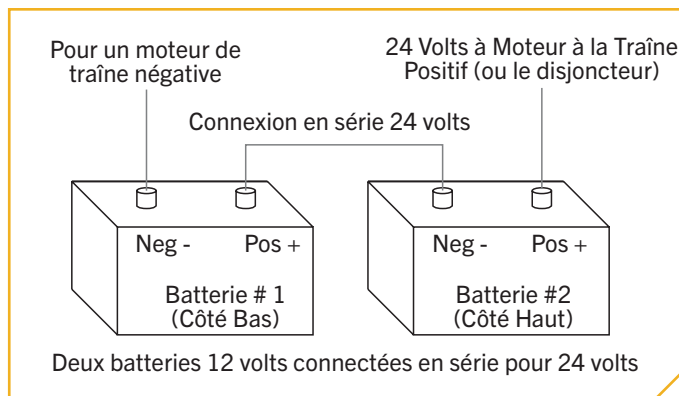 Pour un moteur de
traîne négative
24 Volts à Moteur à la Traîne
Positif (ou le disjoncteur)
Connexion en série 24 volts
Neg - Pos +
Batterie # 1
(Côté Bas)
Neg - Pos +
Batterie #2
(Côté Haut)
Deux batteries 12 volts connectées en série pour 24 volts